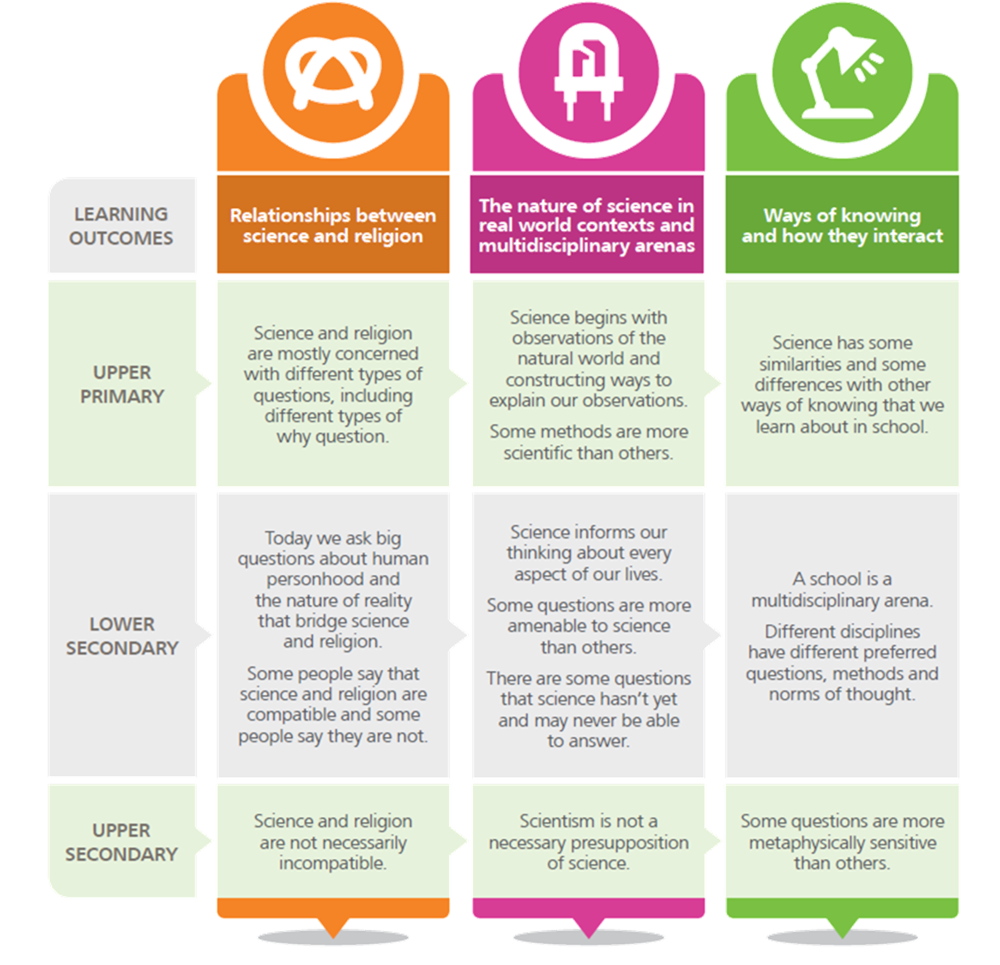 LEARNING
OUTCOMES
Relationships between
science and religion
The nature of science in
real world contexts and
multidisciplinary arenas
Ways of knowing
and how they interact
UPPER
PRIMARY
Science and religion
are mostly concerned
with different types of
questions, including
different types of
why question.
Science begins with
observations of the
natural world and
constructing ways to
explain our observations.
Some methods are more
scientific than others.
Science has some
similarities and some
differences with other
ways of knowing that we
learn about in school.
LOWER
SECONDARY
Today we ask big
questions about human
personhood and
the nature of reality
that bridge science
and religion.
Some people say that
science and religion are
compatible and some
people say they are not.
Science informs our
thinking about every
aspect of our lives.
Some questions are more
amenable to science
than others.
There are some questions
that science hasn't yet
and may never be able
to answer.
A school is a
multidisciplinary arena.
Different disciplines
have different preferred
questions, methods and
norms of thought.
UPPER
SECONDARY
Science and religion
are not necessarily
incompatible.
Scientism is not a
necessary presupposition
of science.
Some questions are more
metaphysically sensitive
than others.